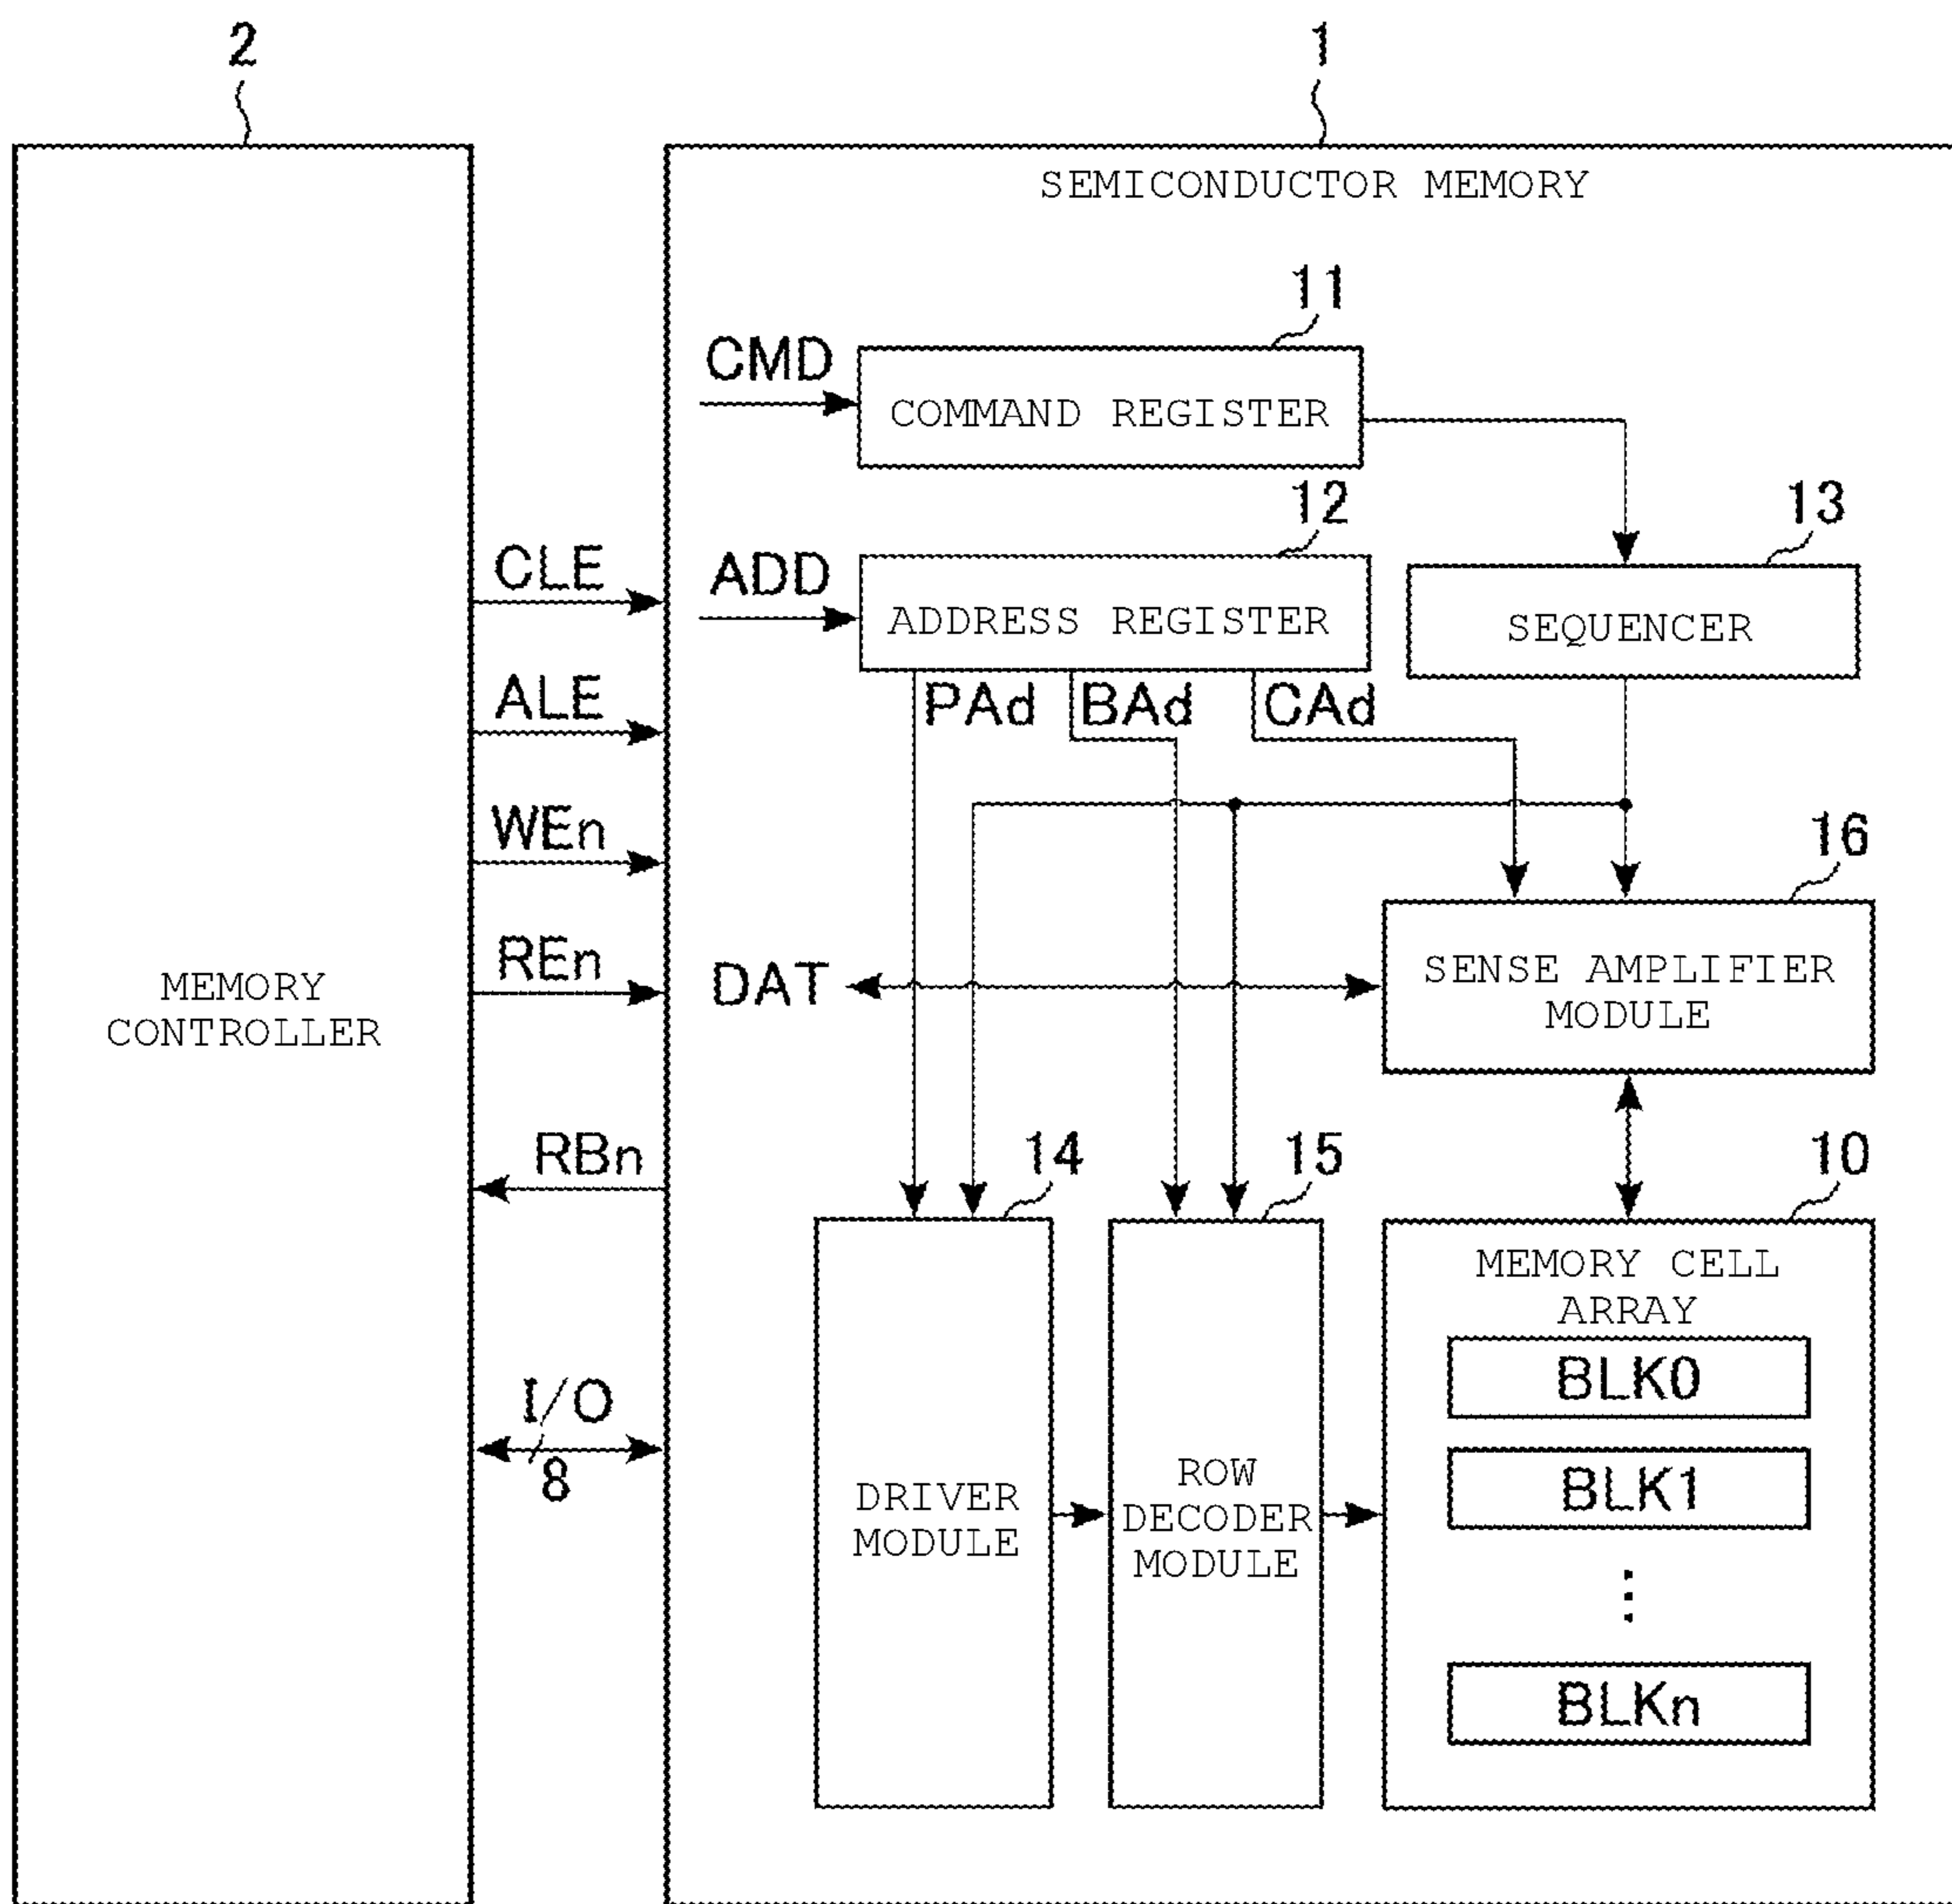 2
1
SEMICONDUCTOR MEMORY
11
CMD
COMMAND REGISTER
12
13
CLE
ADD
ADDRESS REGISTER
SEQUENCER
ALE
PAd
BAd
CAd
WEn
16
REn
DAT
SENSE AMPLIFIER
MODULE
MEMORY
CONTROLLER
RBn
14
15
10
MEMORY CELL
ARRAY
BLK0
I/O
8
BLK1
DRIVER
MODULE
ROW
DECODER
MODULE
⋮
BLKn